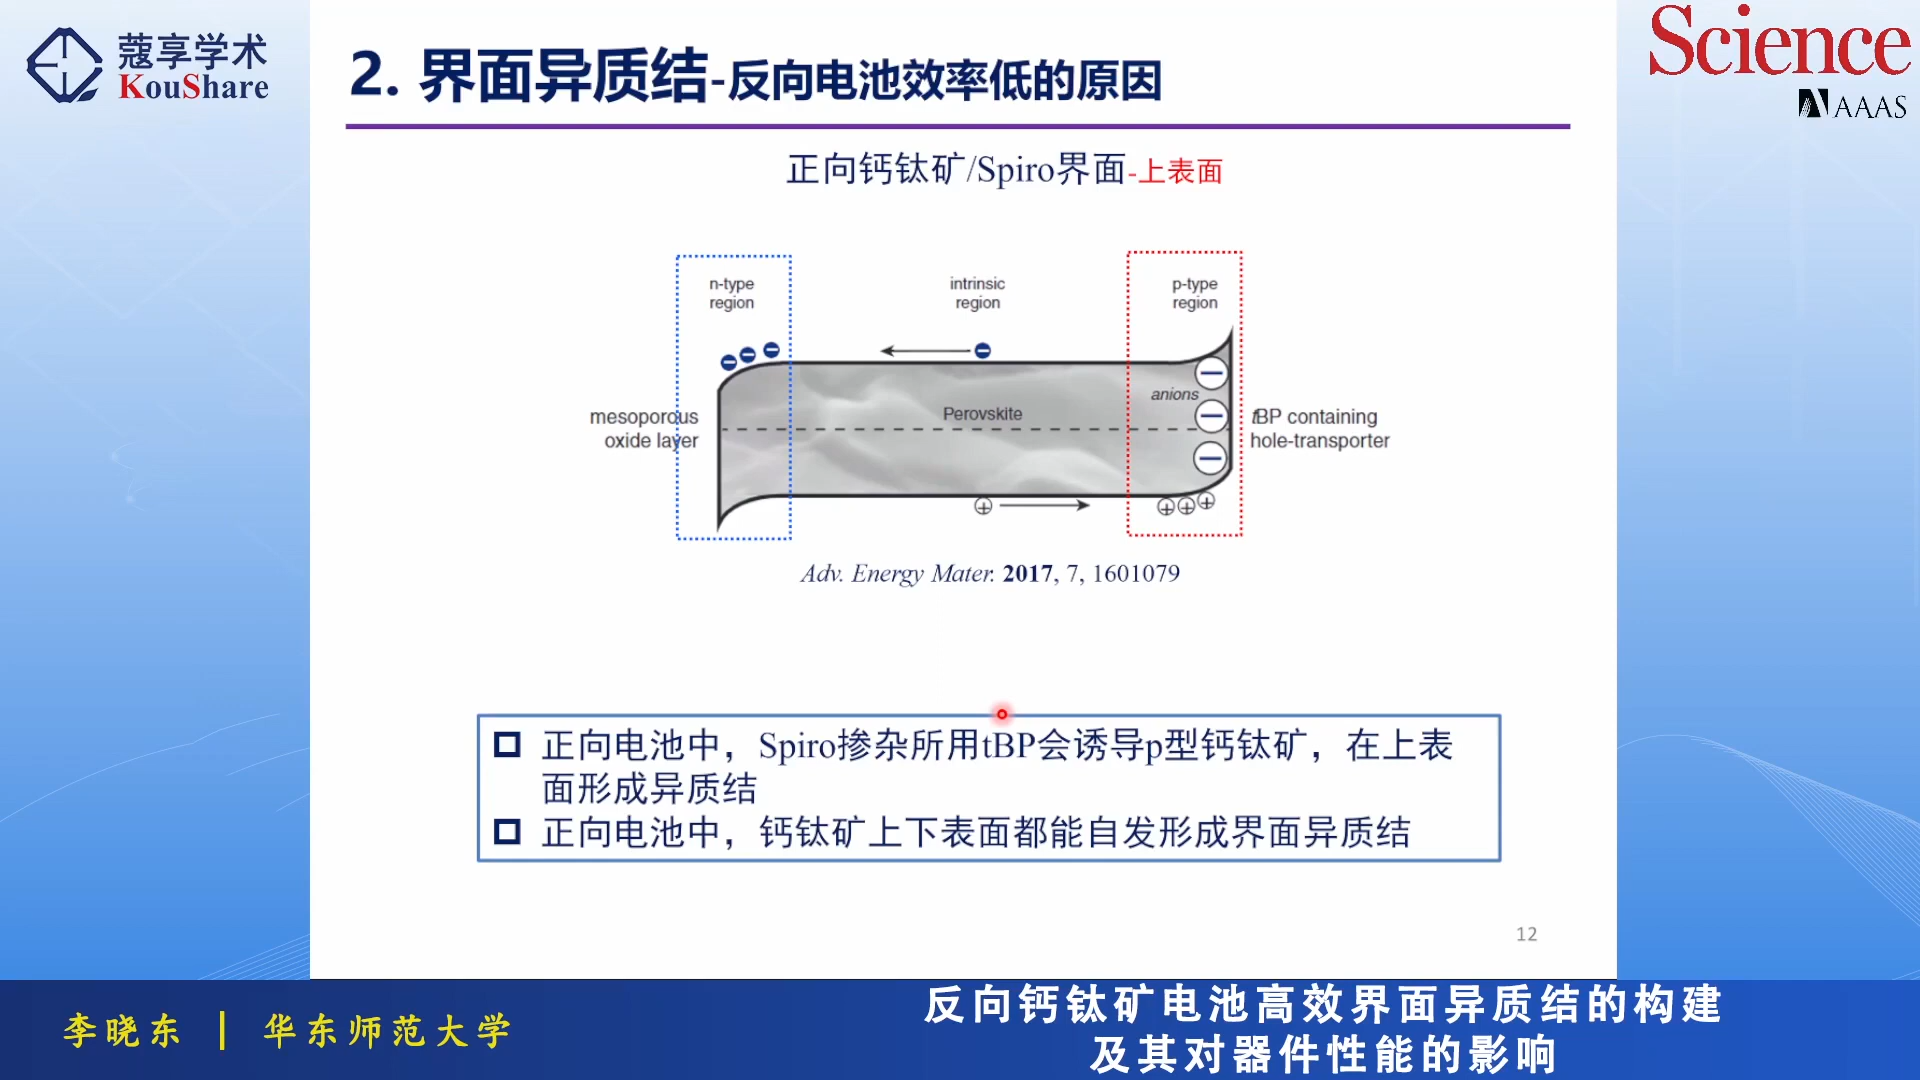 蔻享学术
KouShare
Science
AAAS
2. 界面异质结-反向电池效率低的原因
正向钙钛矿/Spiro界面-上表面
n-type
region
intrinsic
region
p-type
region
anions
Perovskite
mesoporous
oxide layer
tBP containing
hole-transporter
Adv. Energy Mater. 2017, 7, 1601079
正向电池中，Spiro掺杂所用tBP会诱导p型钙钛矿，在上表
面形成异质结
正向电池中，钙钛矿上下表面都能自发形成界面异质结
12
李晓东 | 华东师范大学
反向钙钛矿电池高效界面异质结的构建
及其对器件性能的影响